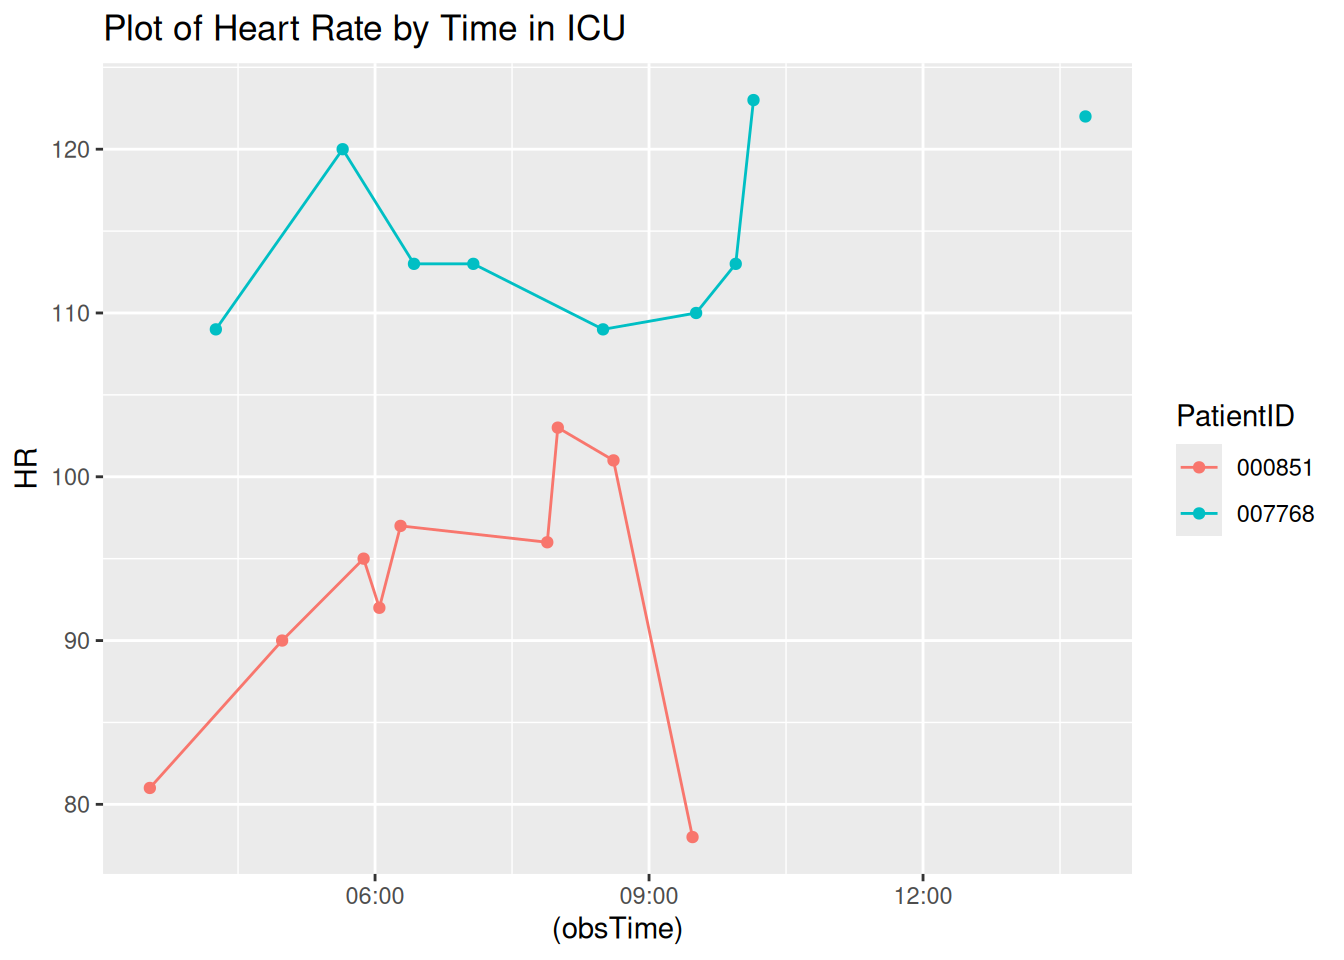 Plot of Heart Rate by Time in ICU
120
110
100
90
80
HR
06:00 09:00 12:00
(obsTime)
PatientID
000851
007768